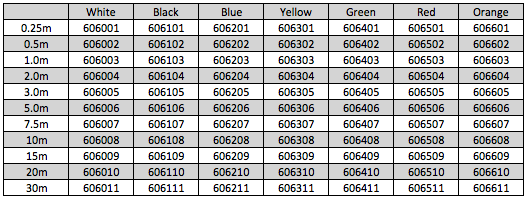 White Black Blue Yellow Green Red Orange
0.25m 606001 606101 606201 606301 606401 606501 606601
0.5m 606002 606102 606202 606302 606402 606502 606602
1.0m 606003 606103 606203 606303 606403 606503 606603
2.0m 606004 606104 606204 606304 606404 606504 606604
3.0m 606005 606105 606205 606305 606405 606505 606605
5.0m 606006 606106 606206 606306 606406 606506 606606
7.5m 606007 606107 606207 606307 606407 606507 606607
10m 606008 606108 606208 606308 606408 606508 606608
15m 606009 606109 606209 606309 606409 606509 606609
20m 606010 606110 606210 606310 606410 606510 606610
30m 606011 606111 606211 606311 606411 606511 606611